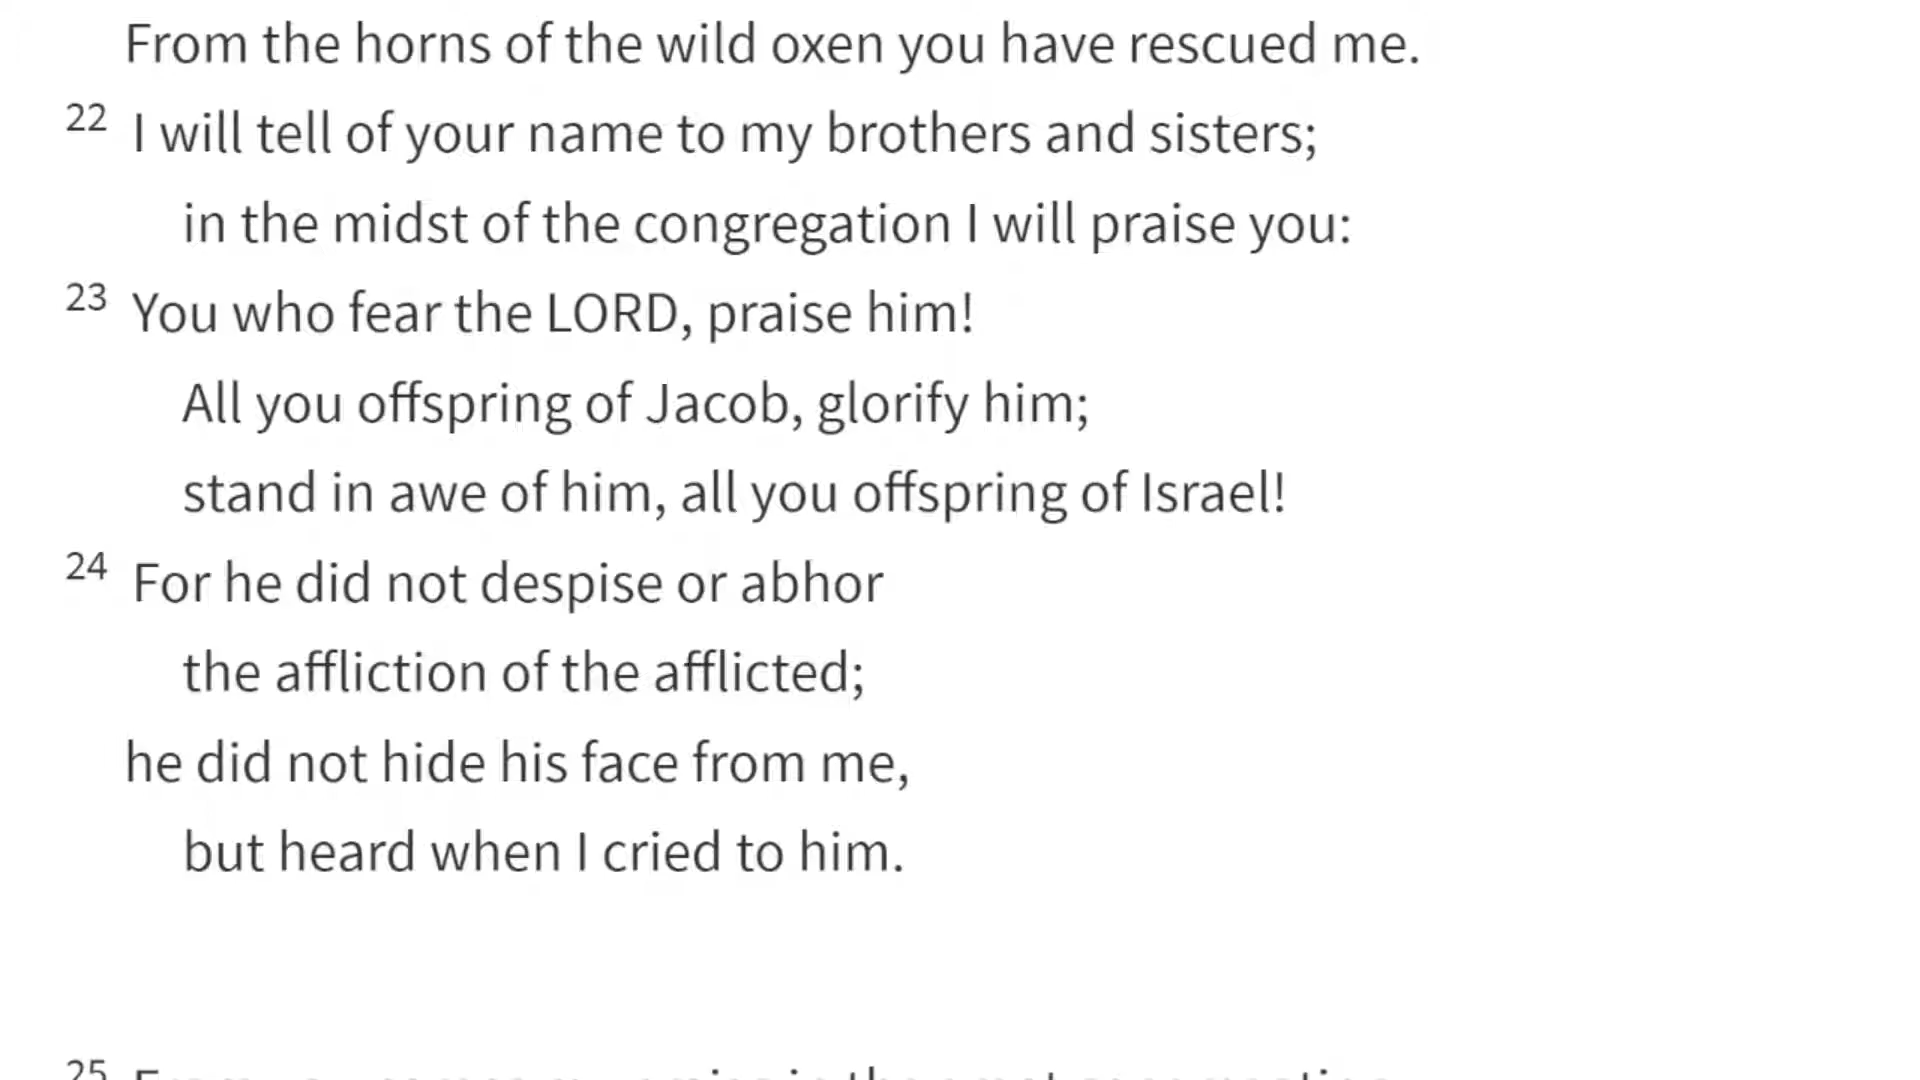 From the horns of the wild oxen you have rescued me.
22 I will tell of your name to my brothers and sisters;
in the midst of the congregation I will praise you:
23 You who fear the LORD, praise him!
All you offspring of Jacob, glorify him;
stand in awe of him, all you offspring of Israel!
24 For he did not despise or abhor
the affliction of the afflicted;
he did not hide his face from me,
but heard when I cried to him.
25